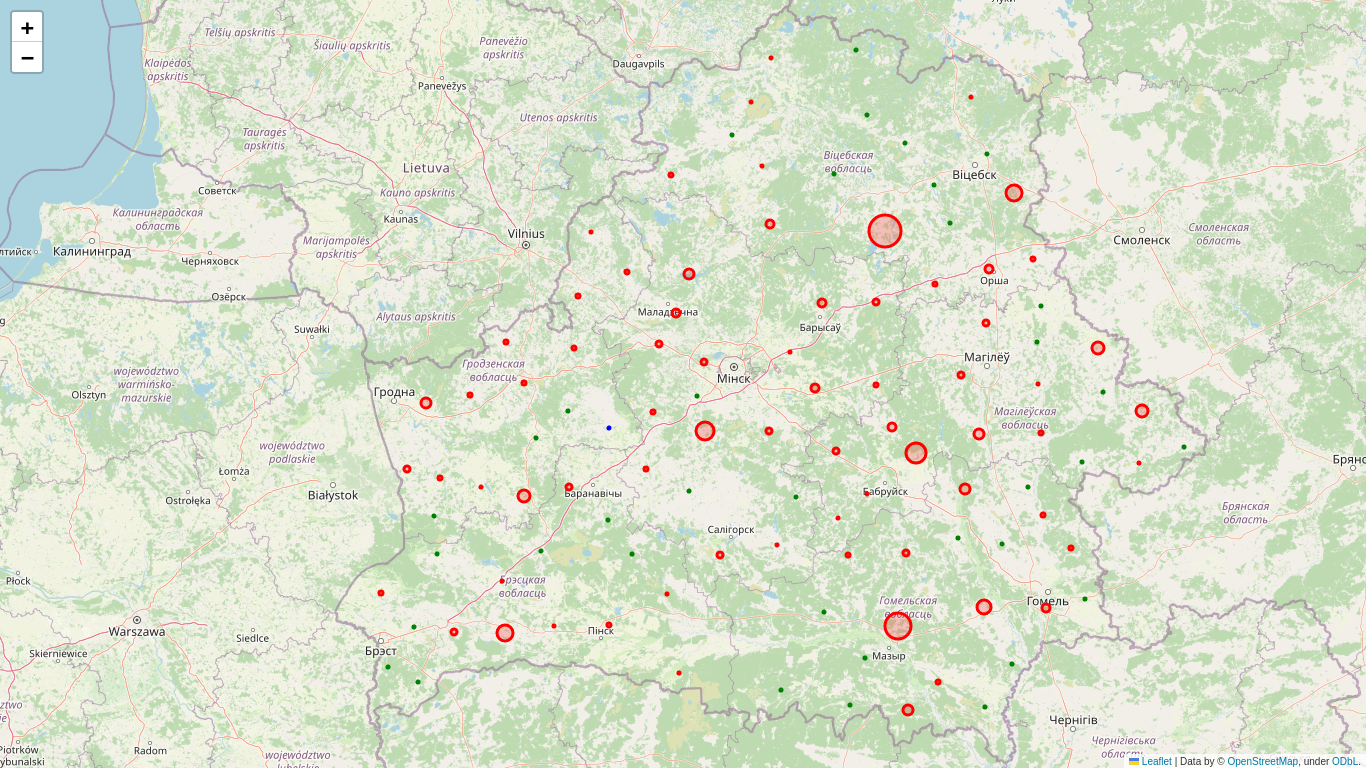 +
−
Луки
Telšių apskritis
Šiaulių apskritis
Panevėžio
apskritis
Daugavpils
Klaipėdos
apskritis
Panevėžys
Utenos apskritis
Tauragės
apskritis
Lietuva
Віцебская
вобласць
Віцебск
Советск
Kauno apskritis
Калининградская
область
Kaunas
Vilnius
Смоленск
Смоленская
область
лтийск
Калининград
Marijampolės
apskritis
Черняховск
Орша
Озёрск
Alytaus apskritis
Маладзечна
Барысаў
Suwałki
Магілёў
Гродзенская
вобласць
Мінск
województwo
warmińsko-
mazurskie
Гродна
Olsztyn
Магілёўская
вобласць
województwo
podlaskie
Łomża
Ostrołęka
Białystok
Баранавічы
Бабруйск
Брянская
область
Салігорск
Płock
Брэсцкая
вобласць
Гомельская
вобласць
Гомель
Warszawa
Siedlce
Пінск
Skierniewice
Брэст
Мазыр
Чернігів
Radom
województwo
Чернігівська
Leaflet | Data by © OpenStreetMap, under ODbL.